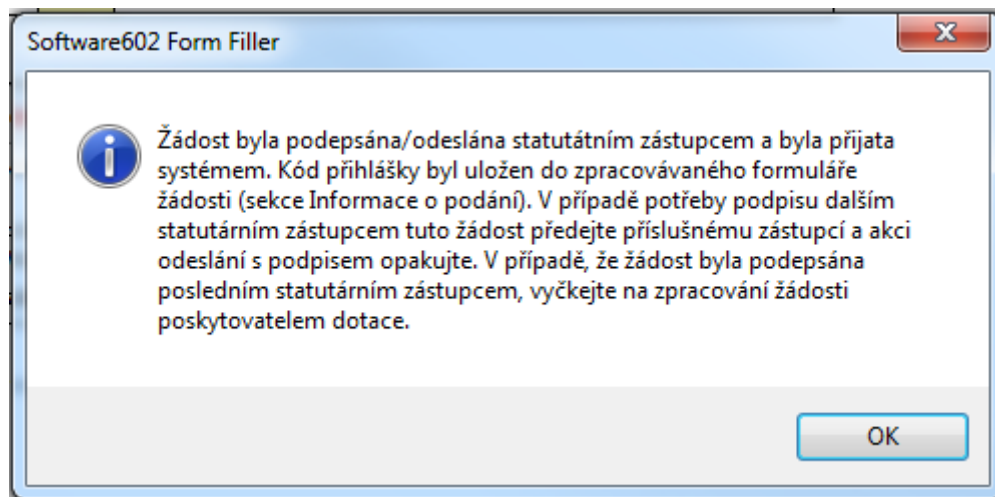 Software602 Form Filler
Žádost byla podepsána/odeslána statutátním zástupcem a byla přijata
systémem. Kód přihlášky byl uložen do zpracovávaného formuláře
žádosti (sekce Informace o podání). V případě potřeby podpisu dalším
statutárním zástupcem tuto žádost předejte příslušnému zástupcí a akci
odeslání s podpisem opakujte. V případě, že žádost byla podepsána
posledním statutárním zástupcem, vyčkejte na zpracování žádosti
poskytovatelem dotace.
OK